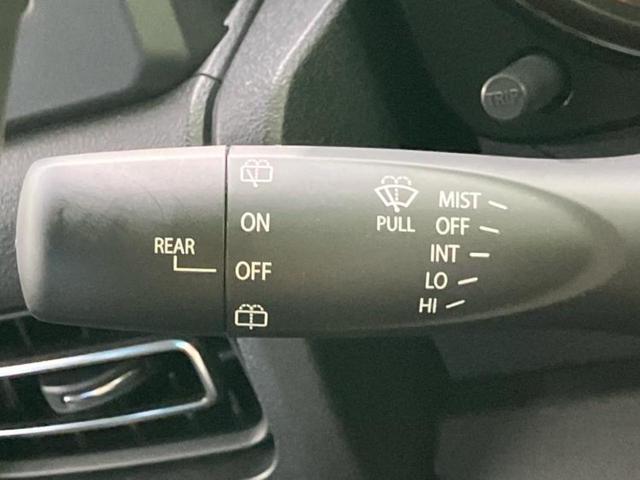 TRIP
REAR
ON
OFF
PULL
MIST
OFF
INT
LO
HI